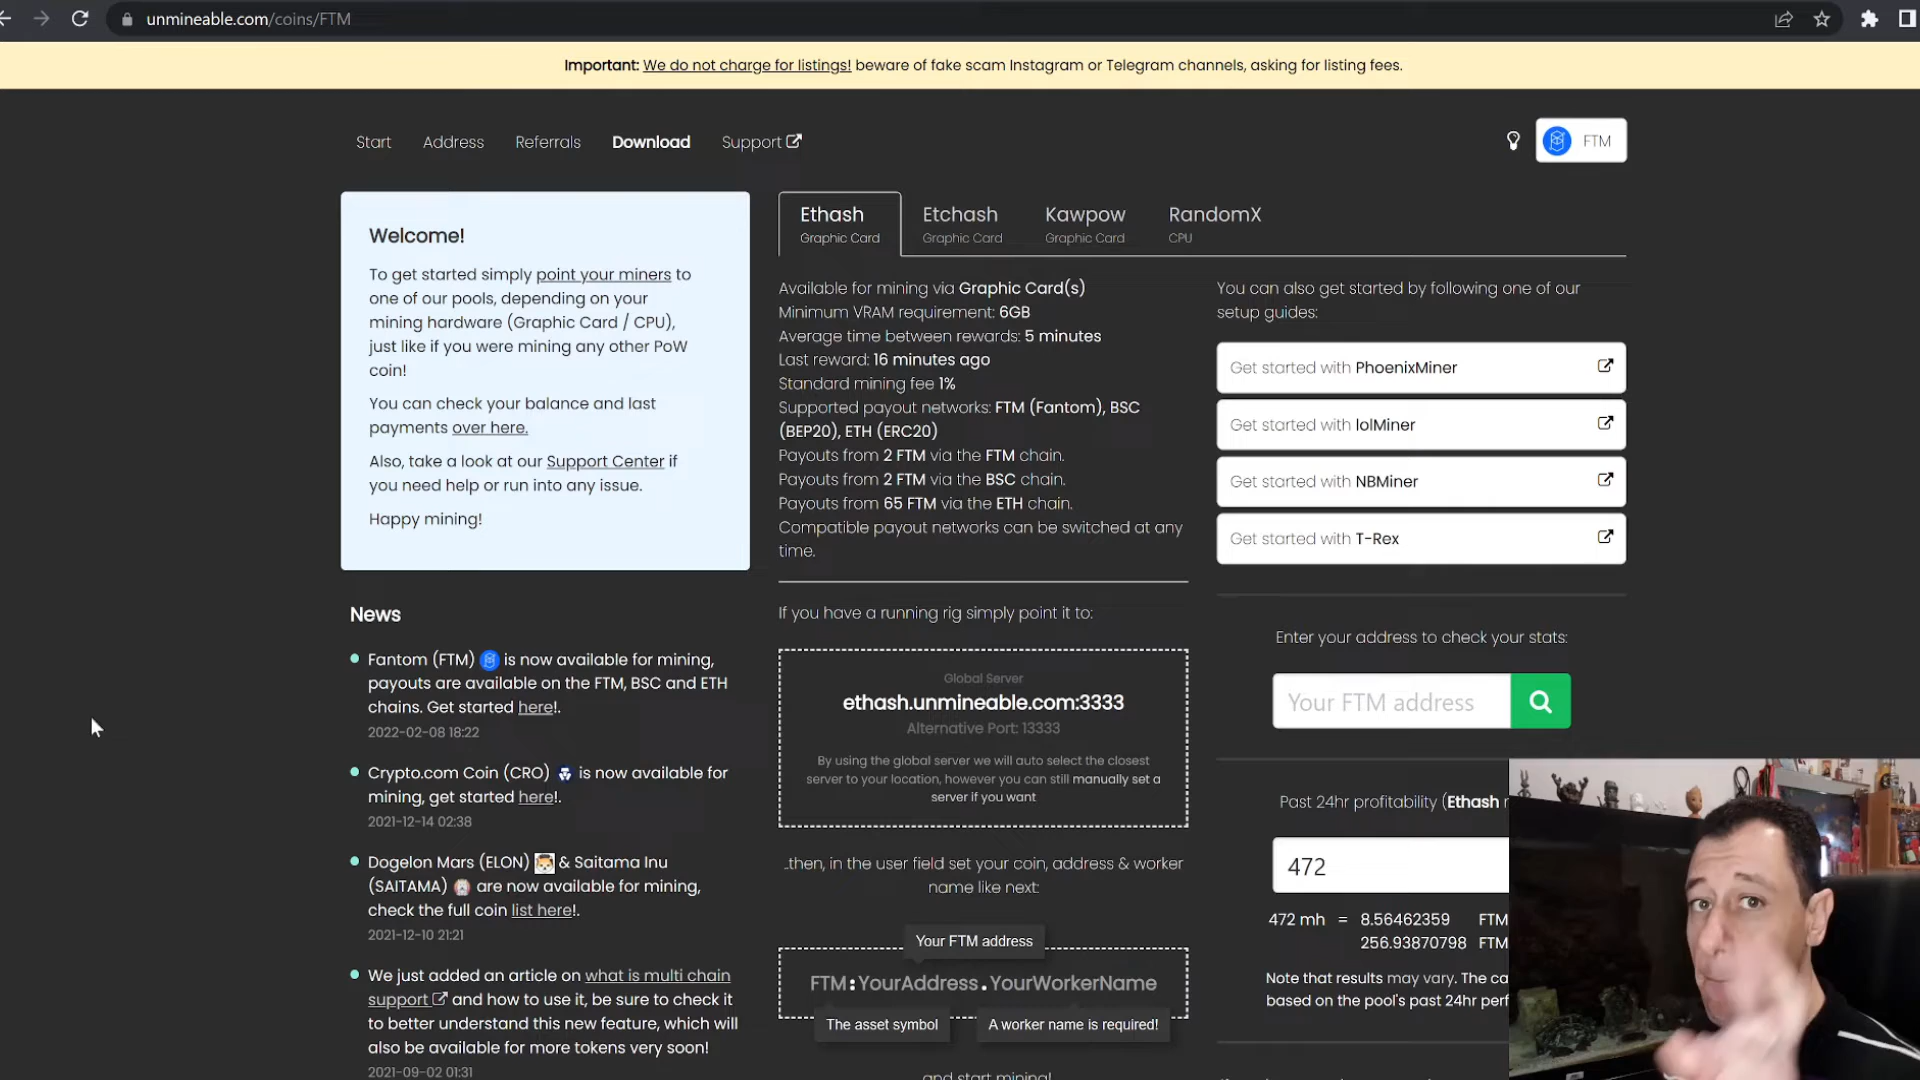 unmineable.com/coins/FTM
Important: We do not charge for listings! beware of fake scam Instagram or Telegram channels, asking for listing fees.
Start
Address
Referrals
Download
Support
FTM
Welcome!
To get started simply point your miners to
one of our pools, depending on your
mining hardware (Graphic Card / CPU),
just like if you were mining any other PoW
coin!
You can check your balance and last
payments over here.
Also, take a look at our Support Center if
you need help or run into any issue.
Happy mining!
News
Fantom (FTM) is now available for mining,
payouts are available on the FTM, BSC and ETH
chains. Get started here!.
2022-02-08 18:22
Crypto.com Coin (CRO) is now available for
mining, get started here!.
2021-12-14 02:38
Dogelon Mars (ELON) & Saitama Inu
(SAITAMA) are now available for mining,
check the full coin list here!.
2021-12-10 21:21
We just added an article on what is multi chain
support and how to use it, be sure to check it
to better understand this new feature, which will
also be available for more tokens very soon!
2021-09-02 01:31
Ethash
Graphic Card
Etchash
Graphic Card
Kawpow
Graphic Card
RandomX
CPU
Available for mining via Graphic Card(s)
Minimum VRAM requirement: 6GB
Average time between rewards: 5 minutes
Last reward: 16 minutes ago
Standard mining fee 1%
Supported payout networks: FTM (Fantom), BSC
(BEP20), ETH (ERC20)
Payouts from 2 FTM via the FTM chain.
Payouts from 2 FTM via the BSC chain.
Payouts from 65 FTM via the ETH chain.
Compatible payout networks can be switched at any
time.
If you have a running rig simply point it to:
Global Server
ethash.unmineable.com:3333
Alternative Port: 13333
By using the global server we will auto select the closest
server to your location, however you can still manually set a
server if you want
..then, in the user field set your coin, address & worker
name like next:
Your FTM address
FTM:YourAddress.YourWorkerName
The asset symbol
A worker name is required!
and start mining!
You can also get started by following one of our
setup guides:
Get started with PhoenixMiner
Get started with lolMiner
Get started with NBMiner
Get started with T-Rex
Enter your address to check your stats:
Your FTM address
Past 24hr profitability (Ethash
472
472 mh = 8.56462359 FTM
256.93870798 FTM
Note that results may vary. The ca
based on the pool's past 24hr perf